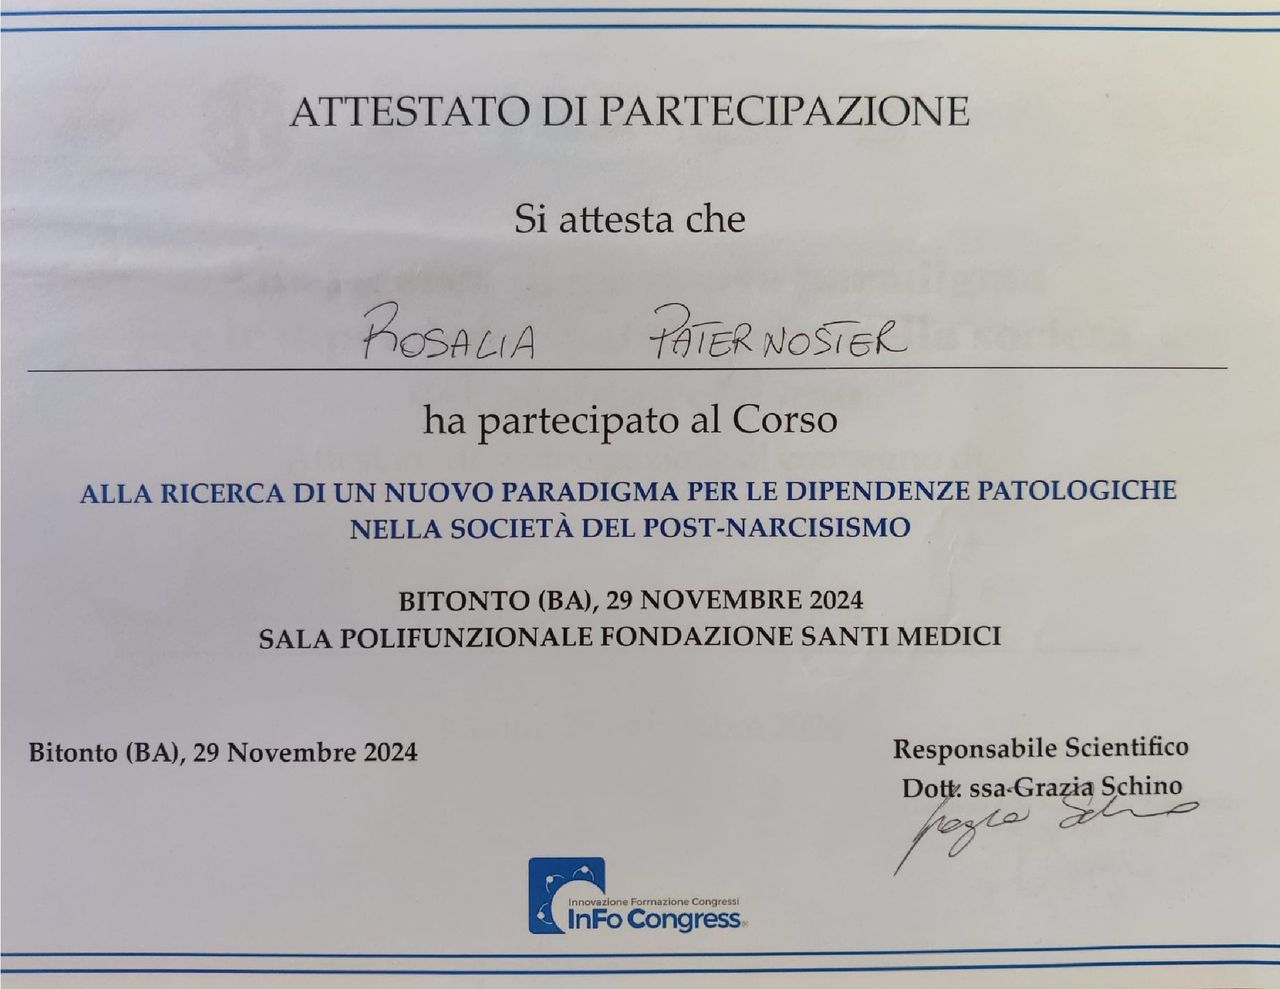 ATTESTATO DI PARTECIPAZIONE
Si attesta che
ROSALIA PATERNOSTER
ha partecipato al Corso
ALLA RICERCA DI UN NUOVO PARADIGMA PER LE DIPENDENZE PATOLOGICHE
NELLA SOCIETÀ DEL POST-NARCISISMO
BITONTO (BA), 29 NOVEMBRE 2024
SALA POLIFUNZIONALE FONDAZIONE SANTI MEDICI
Bitonto (BA), 29 Novembre 2024
Responsabile Scientifico
Dott. ssa Grazia Schino
Grazia Schino
Innovazione Formazione Congressi
InFo Congress